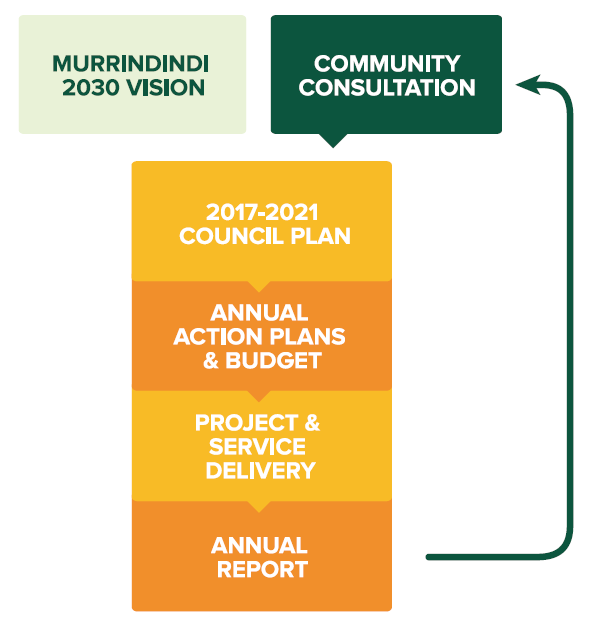 MURRINDINDI
2030 VISION
COMMUNITY
CONSULTATION
2017-2021
COUNCIL PLAN
ANNUAL
ACTION PLANS
& BUDGET
PROJECT &
SERVICE
DELIVERY
ANNUAL
REPORT